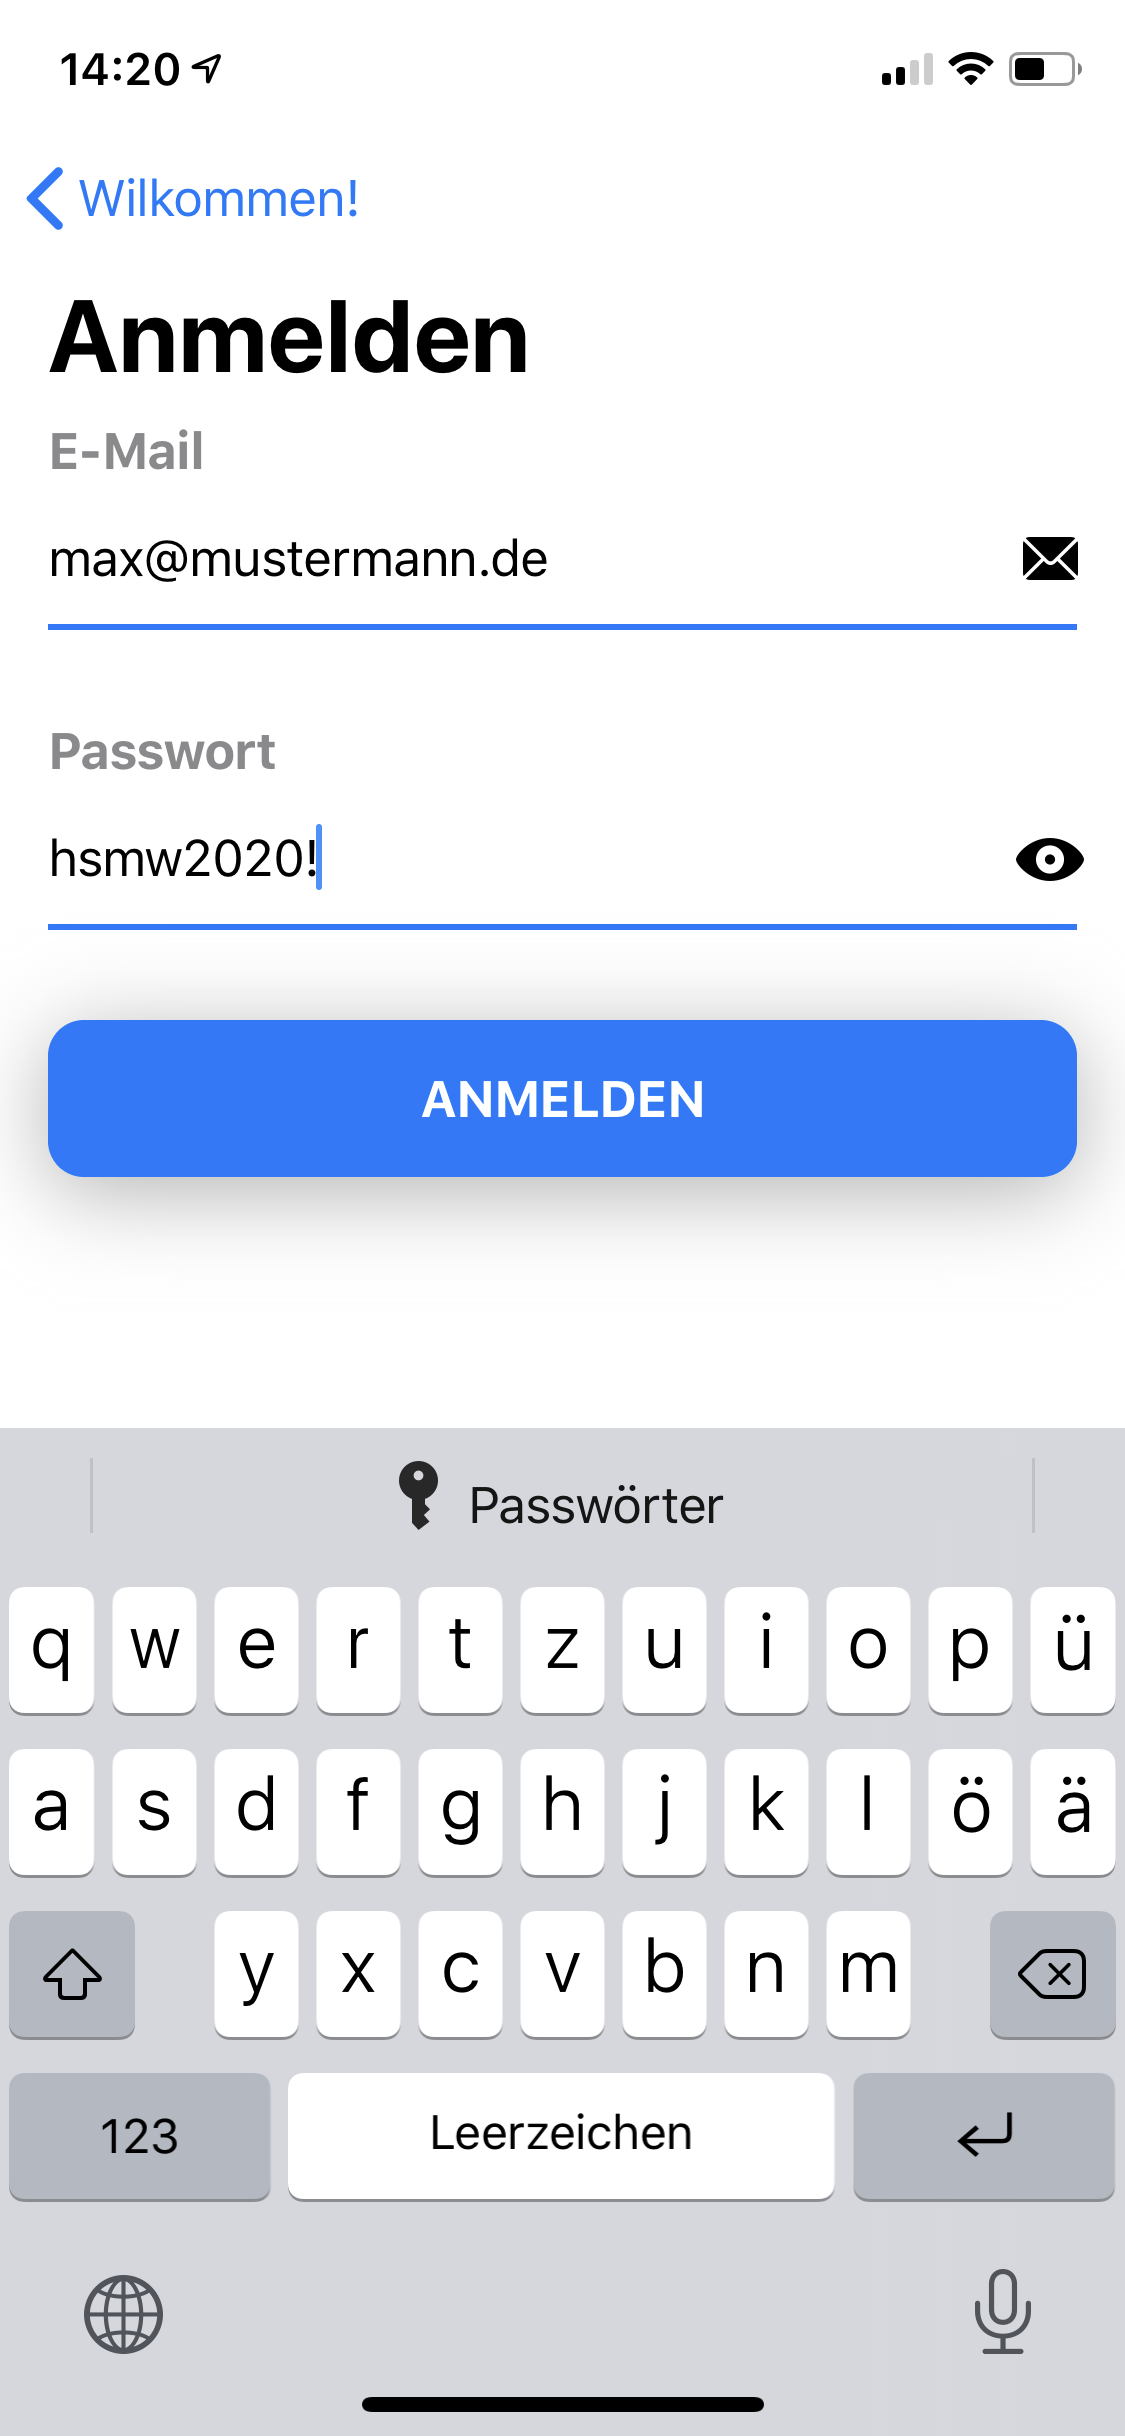 14:20
Wilkommen!
Anmelden
E-Mail
max@mustermann.de
Passwort
hsmw2020!
ANMELDEN
Passwörter
q w e r t z u i o p ü
a s d f g h j k l ö ä
y x c v b n m
123 Leerzeichen